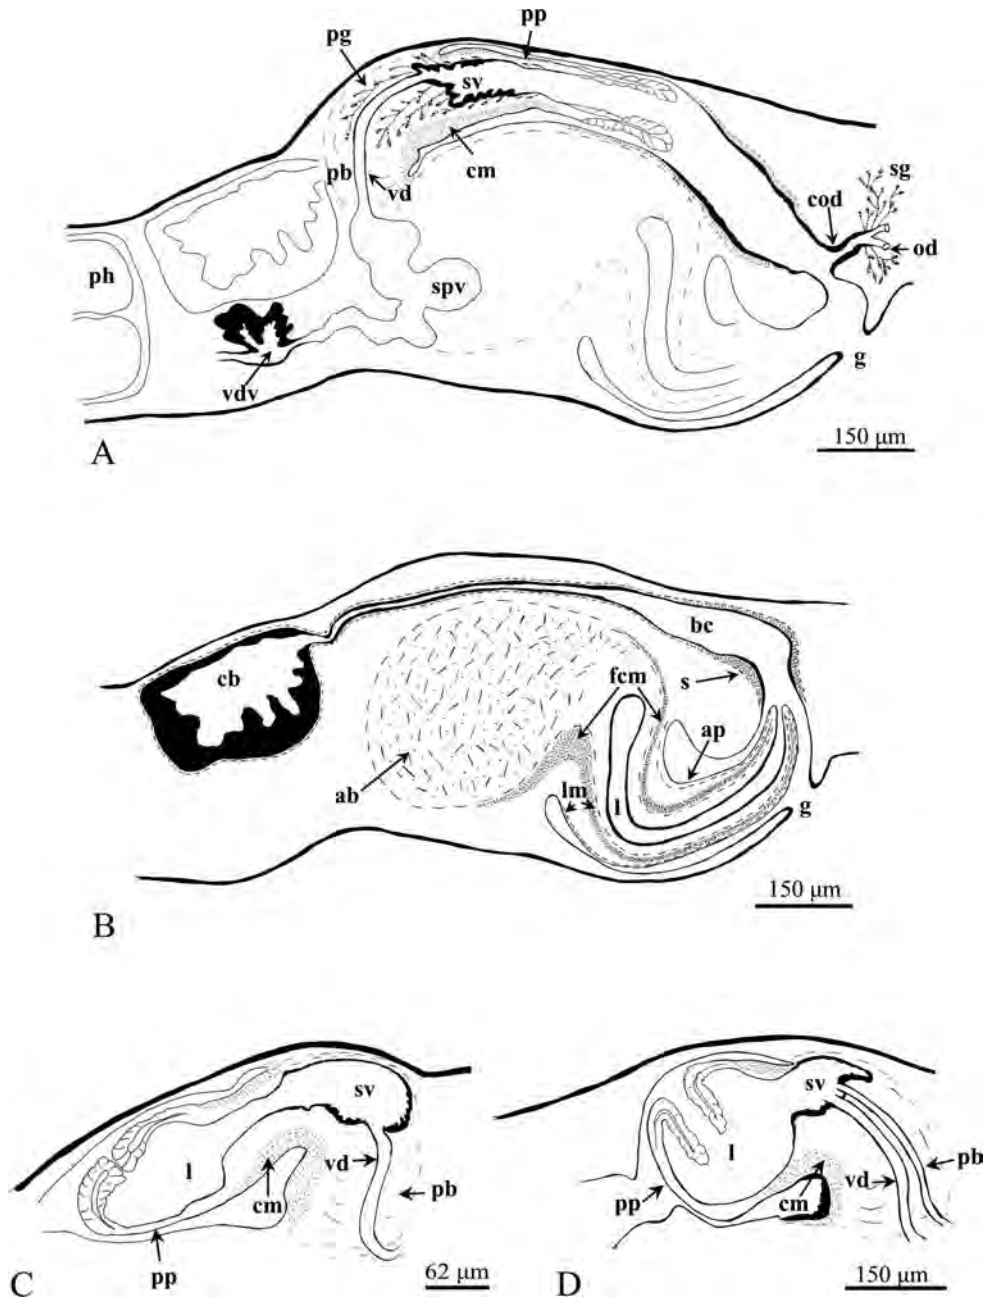 pp
pg
sv
pb
vd
cm
sg
cod
od
ph
spv
vdv
g
A
150 µm
bc
cb
fcm
s
ap
ab
lm
l
g
150 µm
B
sv
l
vd
pb
cm
pp
C
62 µm
sv
l
pb
vd
cm
pp
D
150 µm